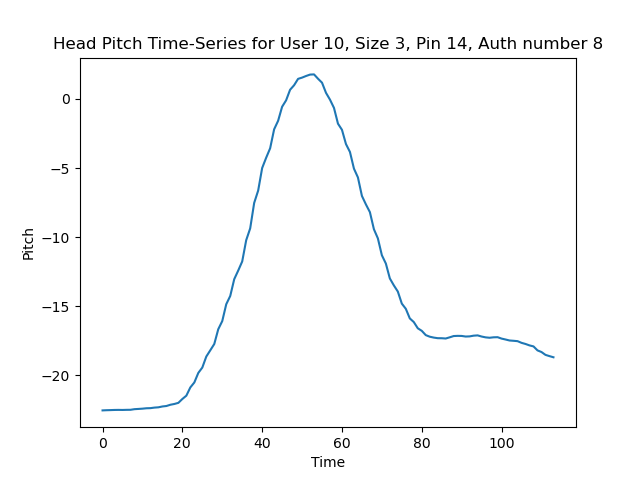 Head Pitch Time-Series for User 10, Size 3, Pin 14, Auth number 8
0
−5
−10
−15
−20
Pitch
0 20 40 60 80 100
Time